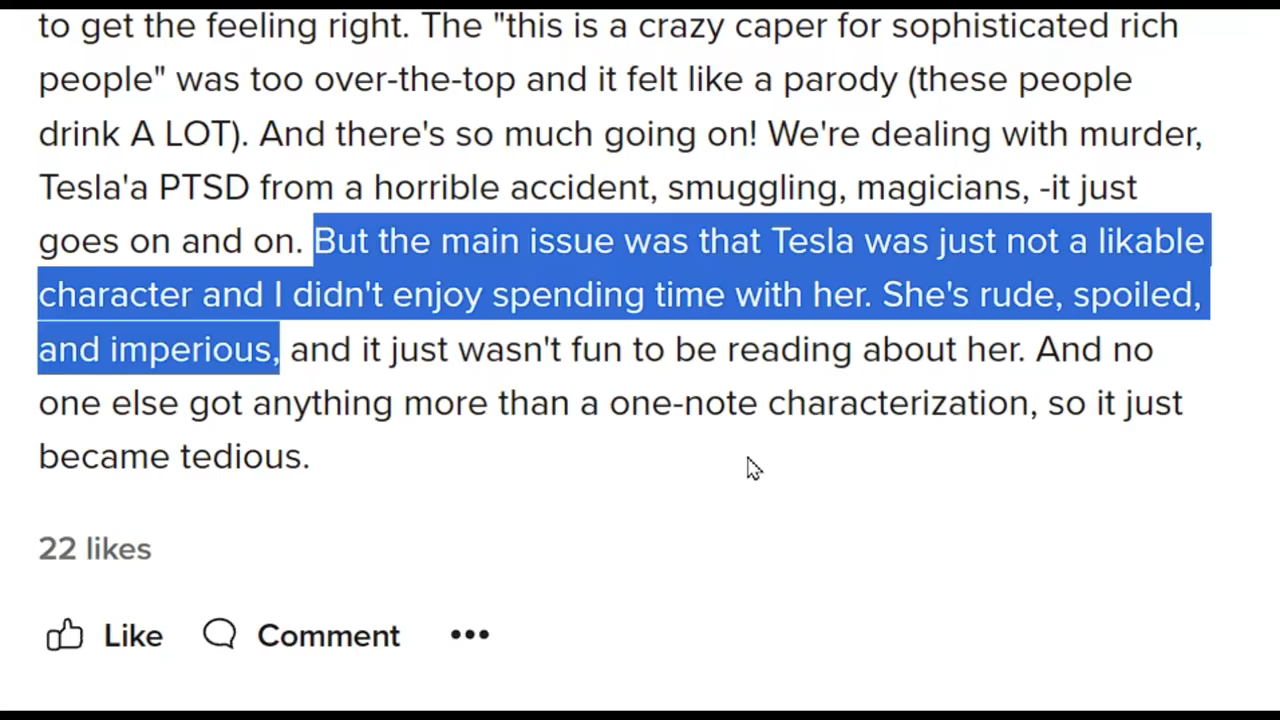 to get the feeling right. The "this is a crazy caper for sophisticated rich
people" was too over-the-top and it felt like a parody (these people
drink A LOT). And there's so much going on! We're dealing with murder,
Tesla'a PTSD from a horrible accident, smuggling, magicians, -it just
goes on and on. But the main issue was that Tesla was just not a likable
character and I didn't enjoy spending time with her. She's rude, spoiled,
and imperious, and it just wasn't fun to be reading about her. And no
one else got anything more than a one-note characterization, so it just
became tedious.
22 likes
Like Comment •••